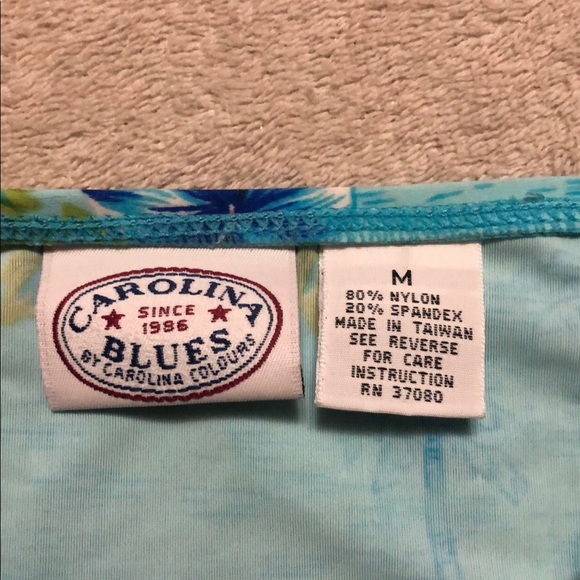 CAROLINA
SINCE
1986
BLUES
BY CAROLINA COLOURS
M
80% NYLON
20% SPANDEX
MADE IN TAIWAN
SEE REVERSE
FOR CARE
INSTRUCTION
RN 37080